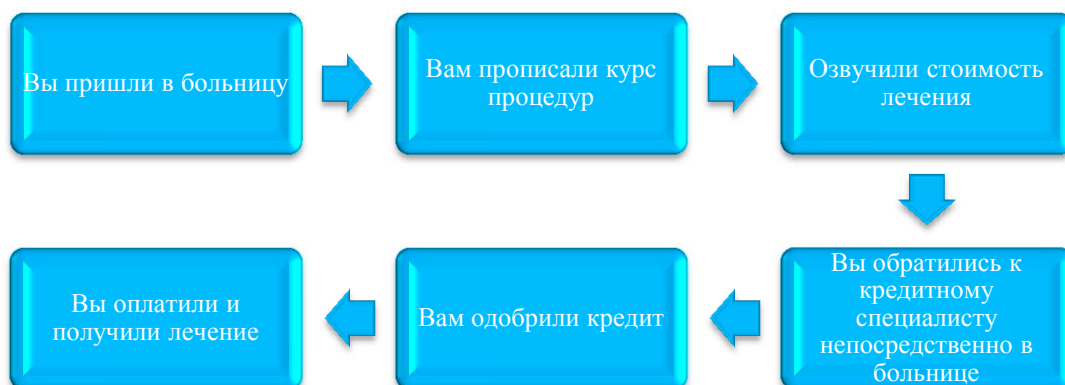 Вы пришли в больницу
Вам прописали курс
процедур
Озвучили стоимость
лечения
Вы обратились к
кредитному
специалисту
непосредственно в
больнице
Вам одобрили кредит
Вы оплатили и
получили лечение